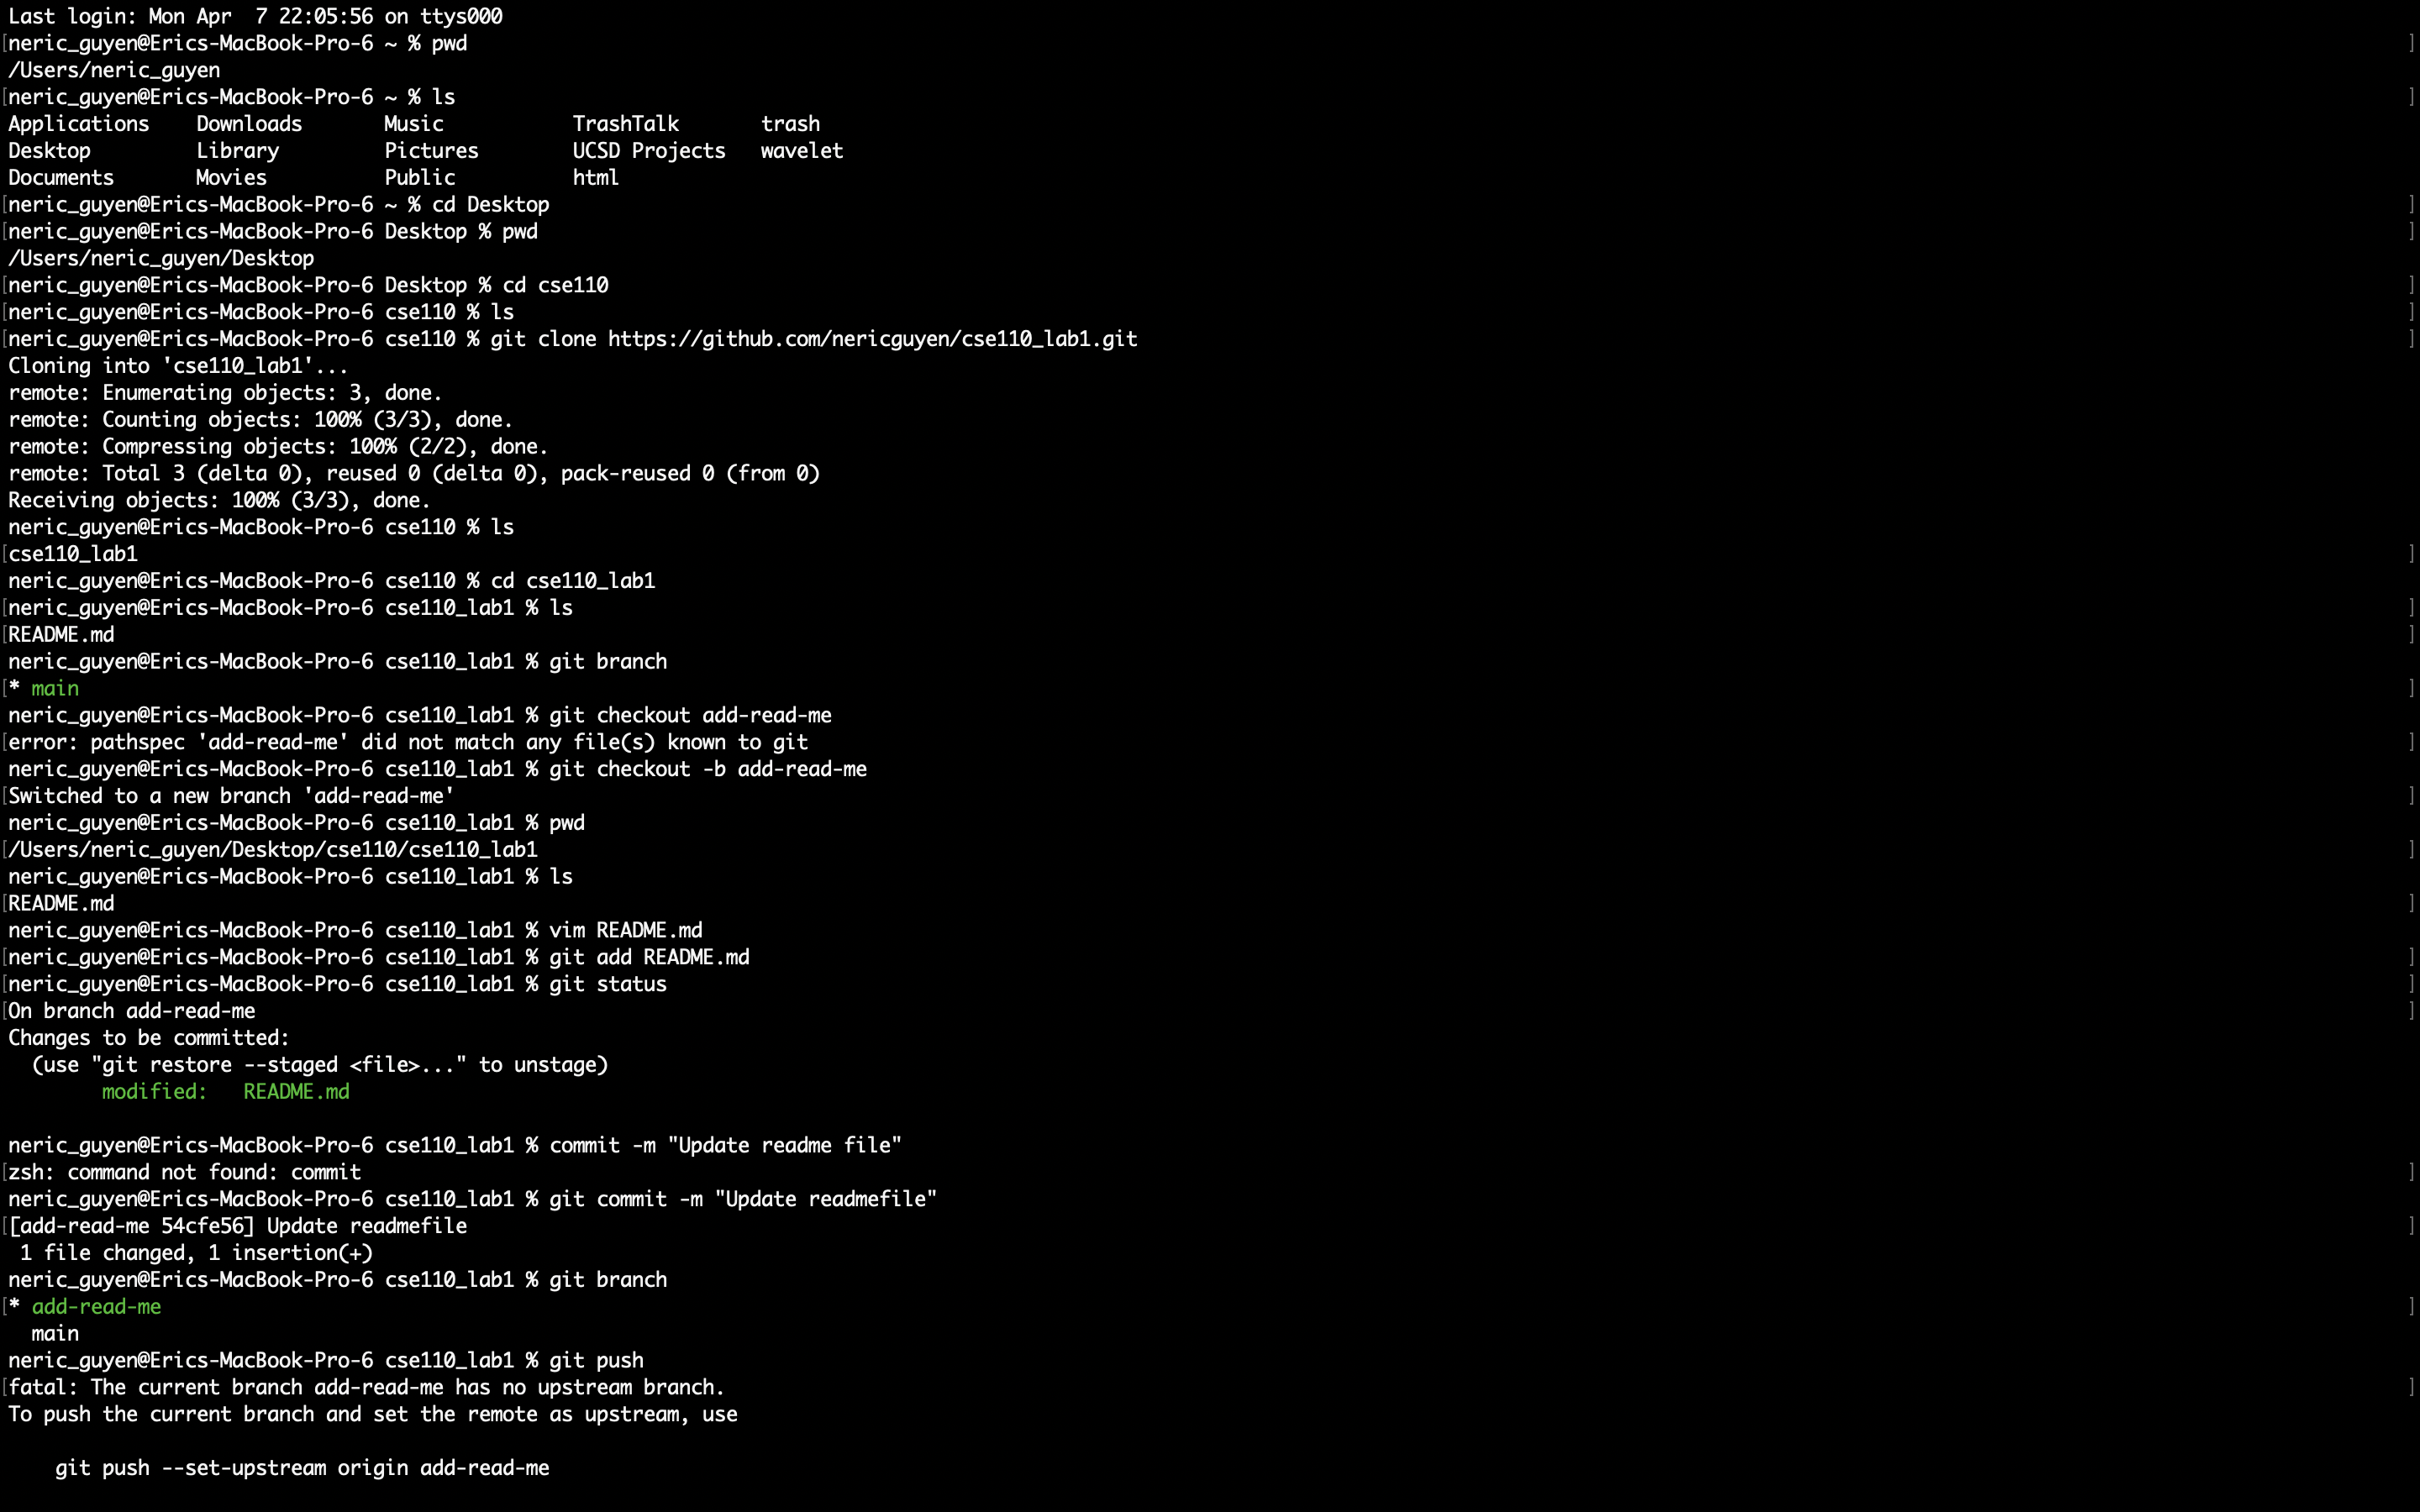 Last login: Mon Apr  7 22:05:56 on ttys000
[neric_guyen@Erics-MacBook-Pro-6 ~ % pwd ]
/Users/neric_guyen
[neric_guyen@Erics-MacBook-Pro-6 ~ % ls ]
Applications    Downloads       Music           TrashTalk       trash
Desktop         Library         Pictures        UCSD Projects   wavelet
Documents       Movies          Public          html
[neric_guyen@Erics-MacBook-Pro-6 ~ % cd Desktop ]
[neric_guyen@Erics-MacBook-Pro-6 Desktop % pwd ]
/Users/neric_guyen/Desktop
[neric_guyen@Erics-MacBook-Pro-6 Desktop % cd cse110 ]
[neric_guyen@Erics-MacBook-Pro-6 cse110 % ls ]
[neric_guyen@Erics-MacBook-Pro-6 cse110 % git clone https://github.com/nericguyen/cse110_lab1.git ]
Cloning into 'cse110_lab1'...
remote: Enumerating objects: 3, done.
remote: Counting objects: 100% (3/3), done.
remote: Compressing objects: 100% (2/2), done.
remote: Total 3 (delta 0), reused 0 (delta 0), pack-reused 0 (from 0)
Receiving objects: 100% (3/3), done.
neric_guyen@Erics-MacBook-Pro-6 cse110 % ls
[cse110_lab1 ]
neric_guyen@Erics-MacBook-Pro-6 cse110 % cd cse110_lab1
[neric_guyen@Erics-MacBook-Pro-6 cse110_lab1 % ls ]
[README.md ]
neric_guyen@Erics-MacBook-Pro-6 cse110_lab1 % git branch
[* main ]
neric_guyen@Erics-MacBook-Pro-6 cse110_lab1 % git checkout add-read-me
[error: pathspec 'add-read-me' did not match any file(s) known to git ]
neric_guyen@Erics-MacBook-Pro-6 cse110_lab1 % git checkout -b add-read-me
[Switched to a new branch 'add-read-me' ]
neric_guyen@Erics-MacBook-Pro-6 cse110_lab1 % pwd
[/Users/neric_guyen/Desktop/cse110/cse110_lab1 ]
neric_guyen@Erics-MacBook-Pro-6 cse110_lab1 % ls
[README.md ]
neric_guyen@Erics-MacBook-Pro-6 cse110_lab1 % vim README.md
[neric_guyen@Erics-MacBook-Pro-6 cse110_lab1 % git add README.md ]
[neric_guyen@Erics-MacBook-Pro-6 cse110_lab1 % git status ]
[On branch add-read-me ]
Changes to be committed:
  (use "git restore --staged <file>..." to unstage)
        modified:   README.md
neric_guyen@Erics-MacBook-Pro-6 cse110_lab1 % commit -m "Update readme file"
[zsh: command not found: commit ]
neric_guyen@Erics-MacBook-Pro-6 cse110_lab1 % git commit -m "Update readmefile"
[[add-read-me 54cfe56] Update readmefile ]
 1 file changed, 1 insertion(+)
neric_guyen@Erics-MacBook-Pro-6 cse110_lab1 % git branch
[* add-read-me ]
  main
neric_guyen@Erics-MacBook-Pro-6 cse110_lab1 % git push
[fatal: The current branch add-read-me has no upstream branch. ]
To push the current branch and set the remote as upstream, use
    git push --set-upstream origin add-read-me